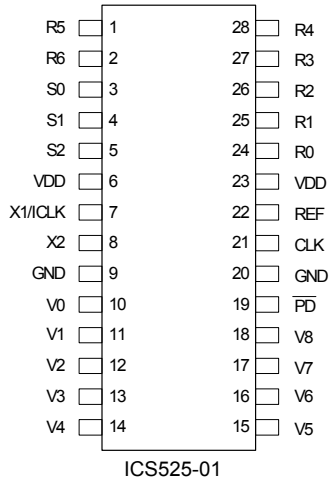 R5 1 28 R4
R6 2 27 R3
S0 3 26 R2
S1 4 25 R1
S2 5 24 R0
VDD 6 23 VDD
X1/ICLK 7 22 REF
X2 8 21 CLK
GND 9 20 GND
V0 10 19 PD
V1 11 18 V8
V2 12 17 V7
V3 13 16 V6
V4 14 15 V5
ICS525-01